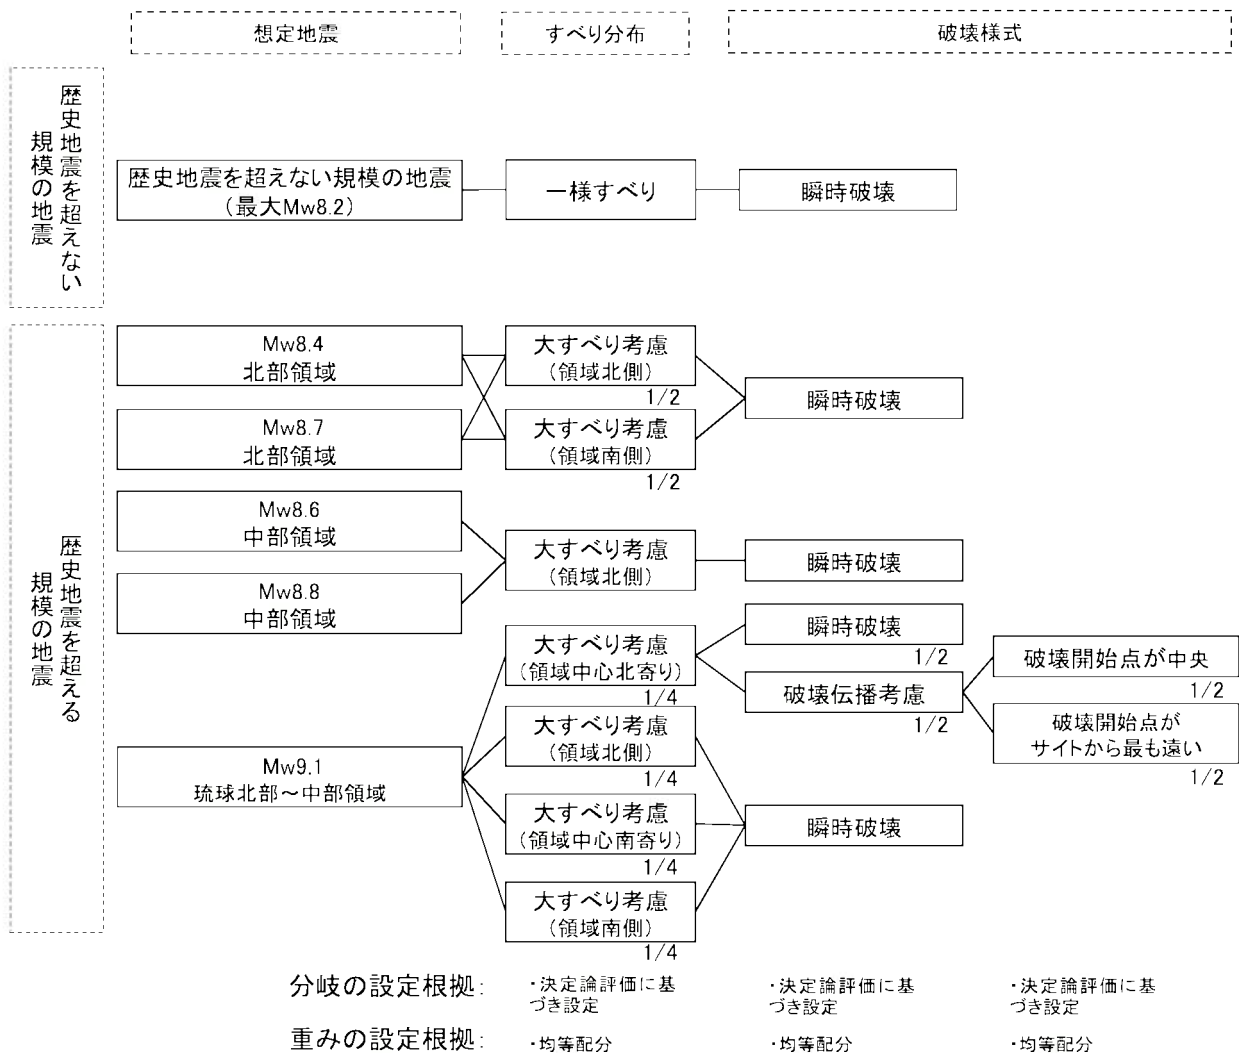 想定地震
すべり分布
破壊様式
歴史地震を超えない
規模の地震
歴史地震を超えない規模の地震
(最大Mw8.2)
一様すべり
瞬時破壊
歴史地震を超える
規模の地震
Mw8.4
北部領域
大すべり考慮
(領域北側)
1/2
瞬時破壊
Mw8.7
北部領域
大すべり考慮
(領域南側)
1/2
Mw8.6
中部領域
大すべり考慮
(領域北側)
瞬時破壊
Mw8.8
中部領域
Mw9.1
琉球北部～中部領域
大すべり考慮
(領域中心北寄り)
1/4
瞬時破壊
1/2
破壊伝播考慮
1/2
破壊開始点が中央
1/2
破壊開始点が
サイトから最も遠い
1/2
大すべり考慮
(領域北側)
1/4
大すべり考慮
(領域中心南寄り)
1/4
瞬時破壊
大すべり考慮
(領域南側)
1/4
分岐の設定根拠:
・決定論評価に基
づき設定
・決定論評価に基
づき設定
・決定論評価に基
づき設定
重みの設定根拠:
・均等配分
・均等配分
・均等配分